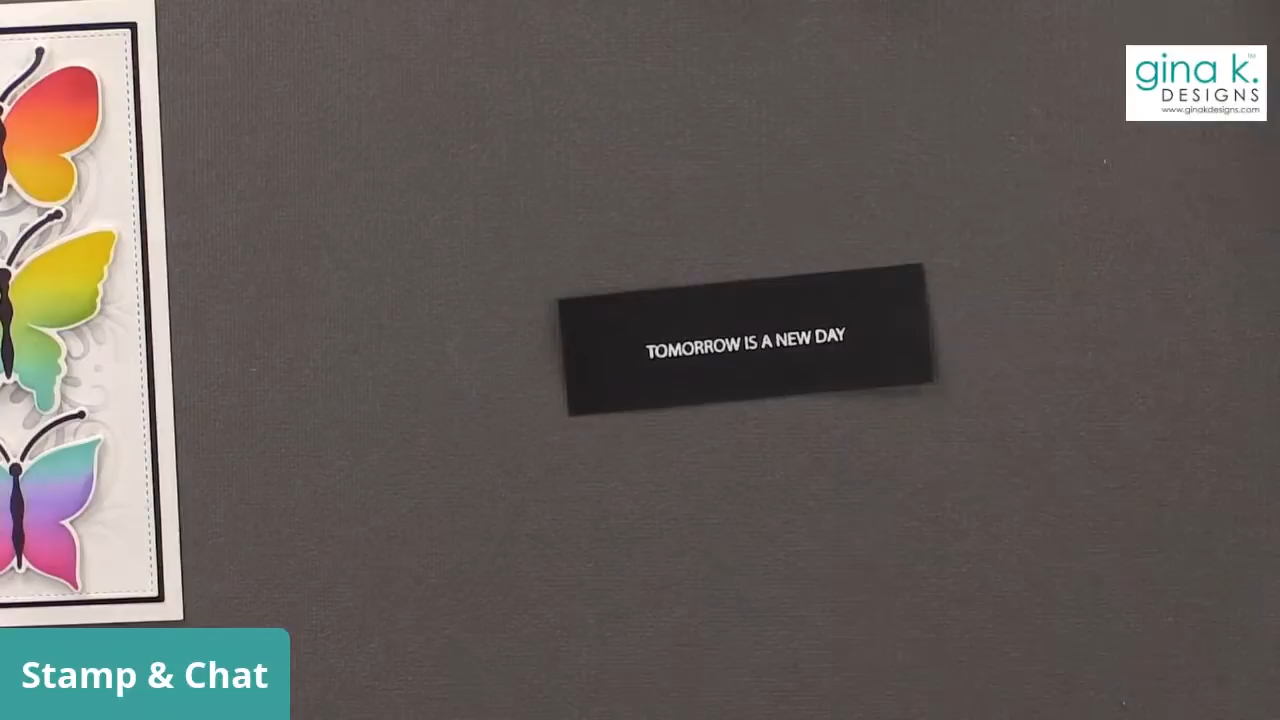 gina k.
DESIGNS
www.ginakdesigns.com
TOMORROW IS A NEW DAY
Stamp & Chat